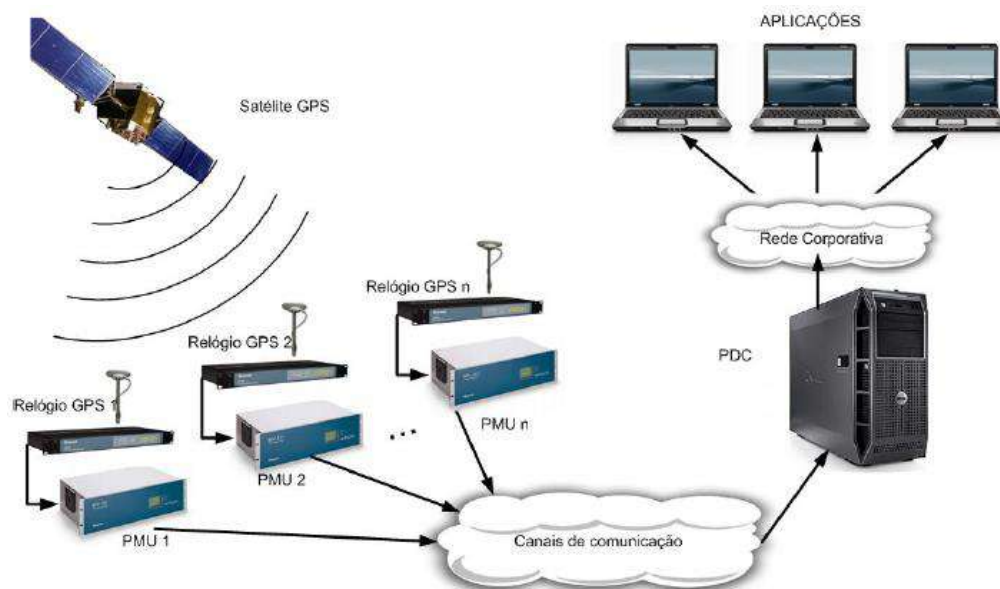 APLICAÇÕES
Satélite GPS
Rede Corporativa
Relógio GPS n
Relógio GPS 2
PDC
Relógio GPS 1
PMU n
...
PMU 2
PMU 1
Canais de comunicação